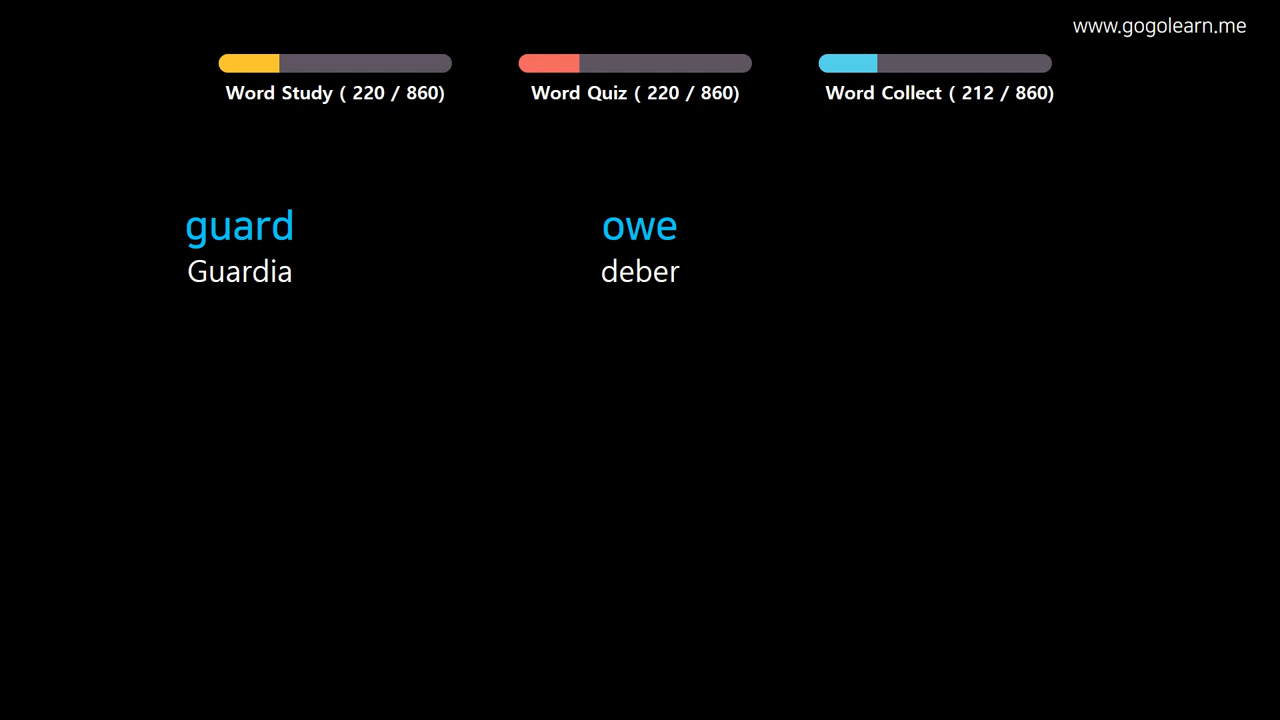 www.gogolearn.me
Word Study ( 220 / 860)
Word Quiz ( 220 / 860)
Word Collect ( 212 / 860)
guard
Guardia
owe
deber